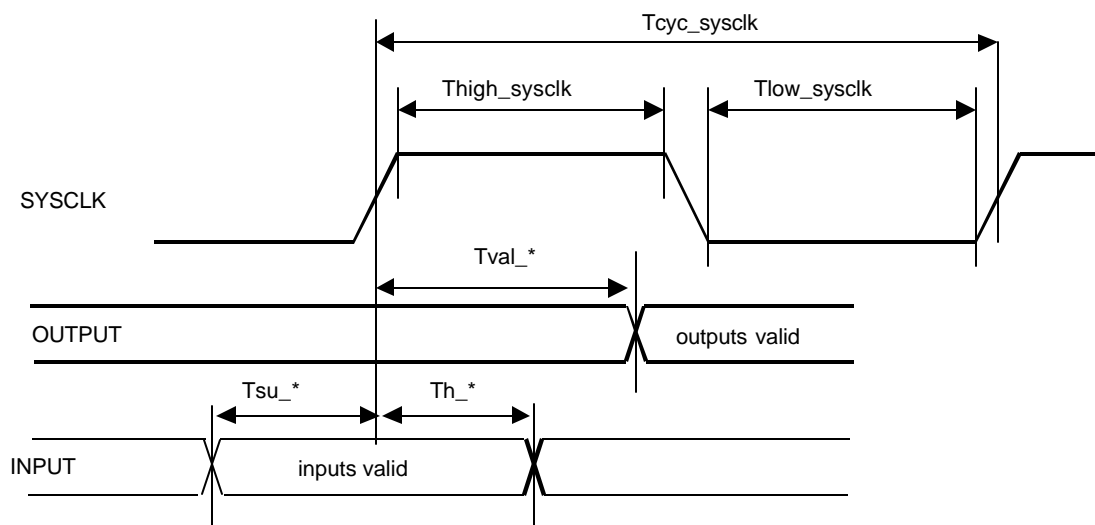 Tcyc_sysclk
Thigh_sysclk
Tlow_sysclk
SYSCLK
Tval_*
OUTPUT
outputs valid
Tsu_*
Th_*
INPUT
inputs valid